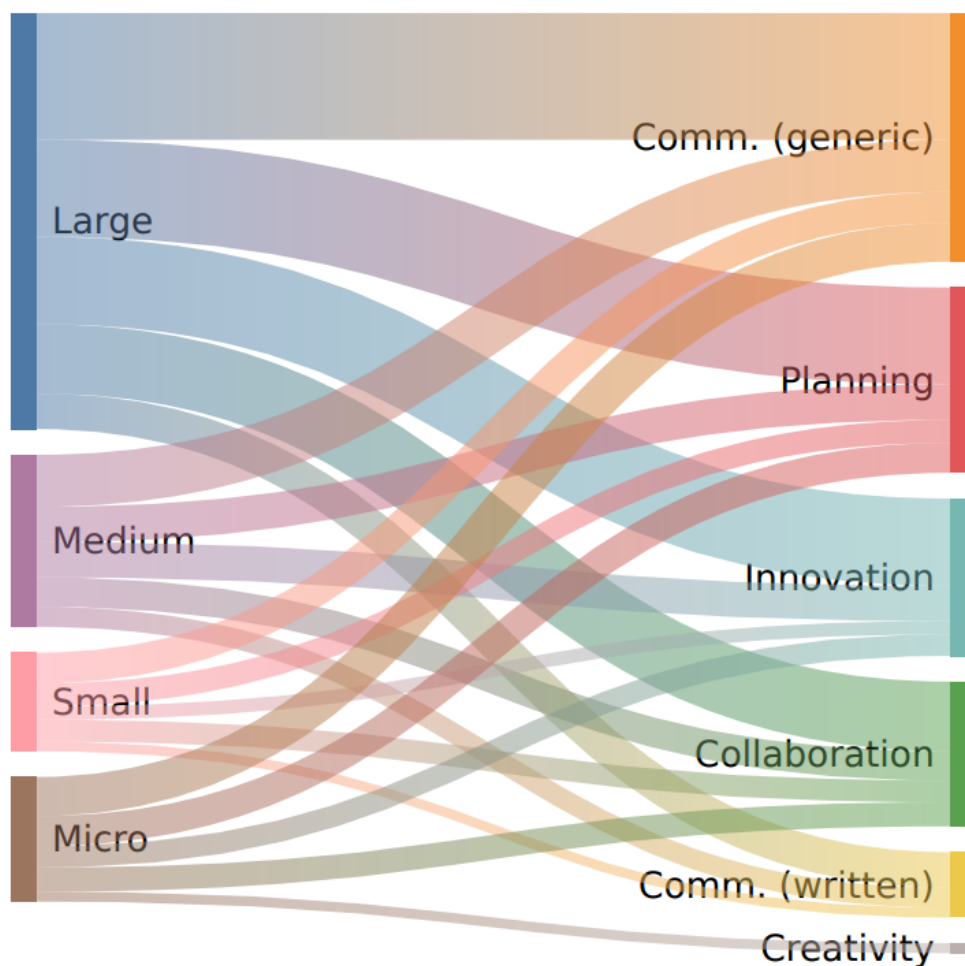 Comm. (generic)
Large
Planning
Medium
Innovation
Small
Collaboration
Micro
Comm. (written)
Creativity